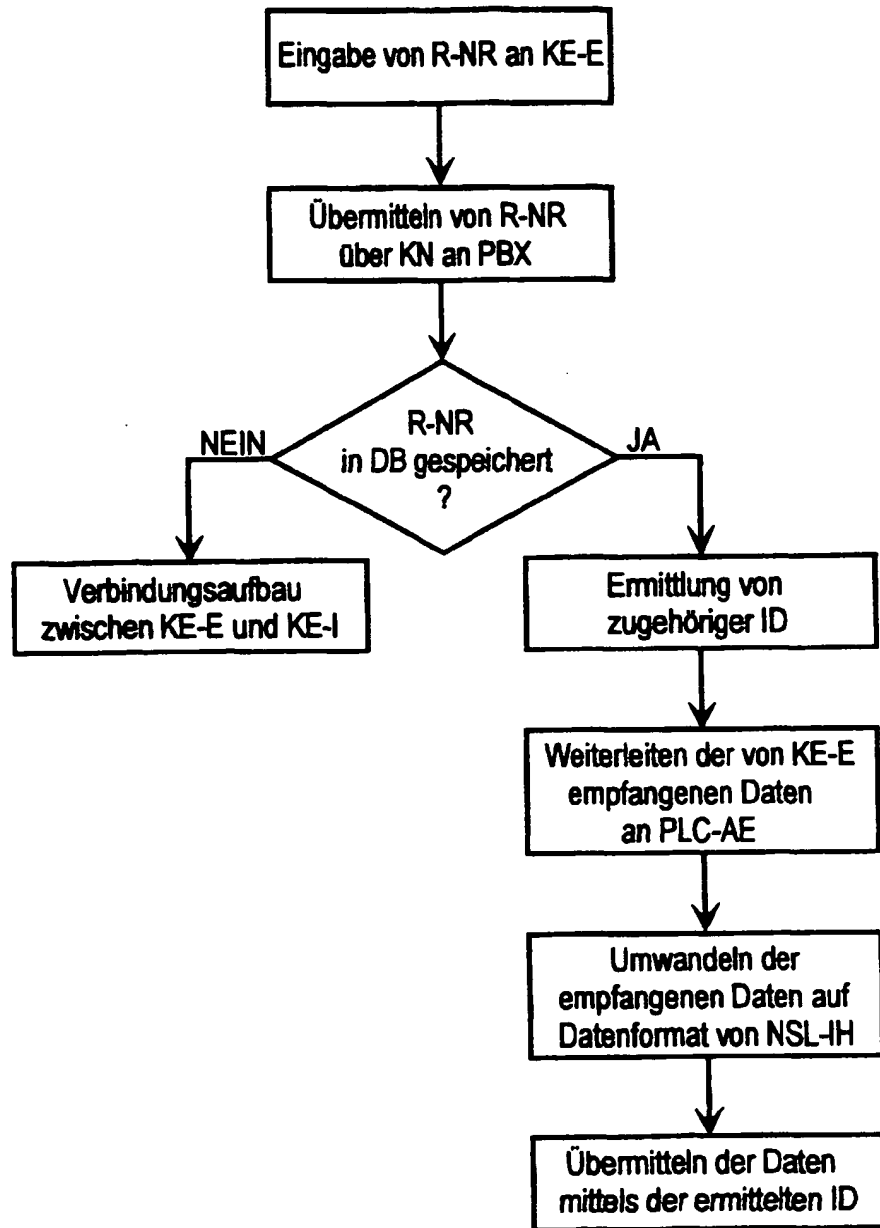 Eingabe von R-NR an KE-E
Übermitteln von R-NR
über KN an PBX
R-NR
in DB gespeichert
?
NEIN
JA
Verbindungsaufbau
zwischen KE-E und KE-I
Ermittlung von
zugehöriger ID
Weiterleiten der von KE-E
empfangenen Daten
an PLC-AE
Umwandeln der
empfangenen Daten auf
Datenformat von NSL-IH
Übermitteln der Daten
mittels der ermittelten ID